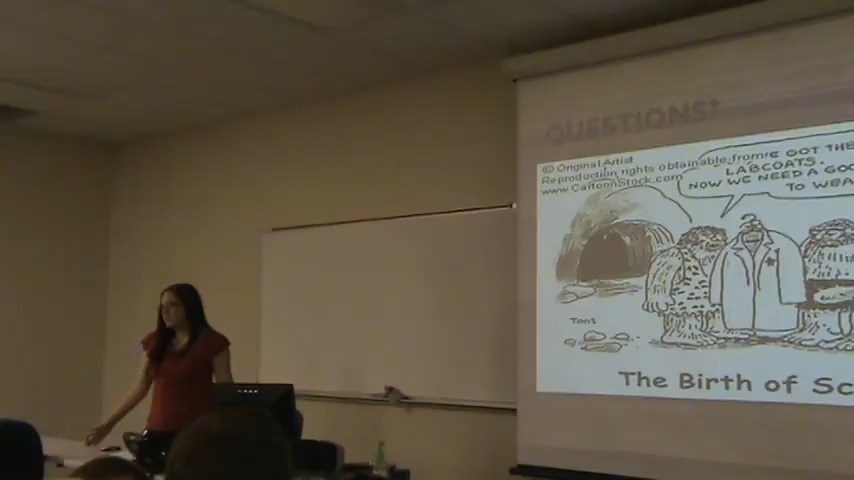 QUESTIONS?
© Original Artist
Reproduction rights obtainable from
www.CartoonStock.com
GOT THE
LABCOATS.
NOW WE NEED A GOO
TO WEA
TOOS
The Birth of Sc